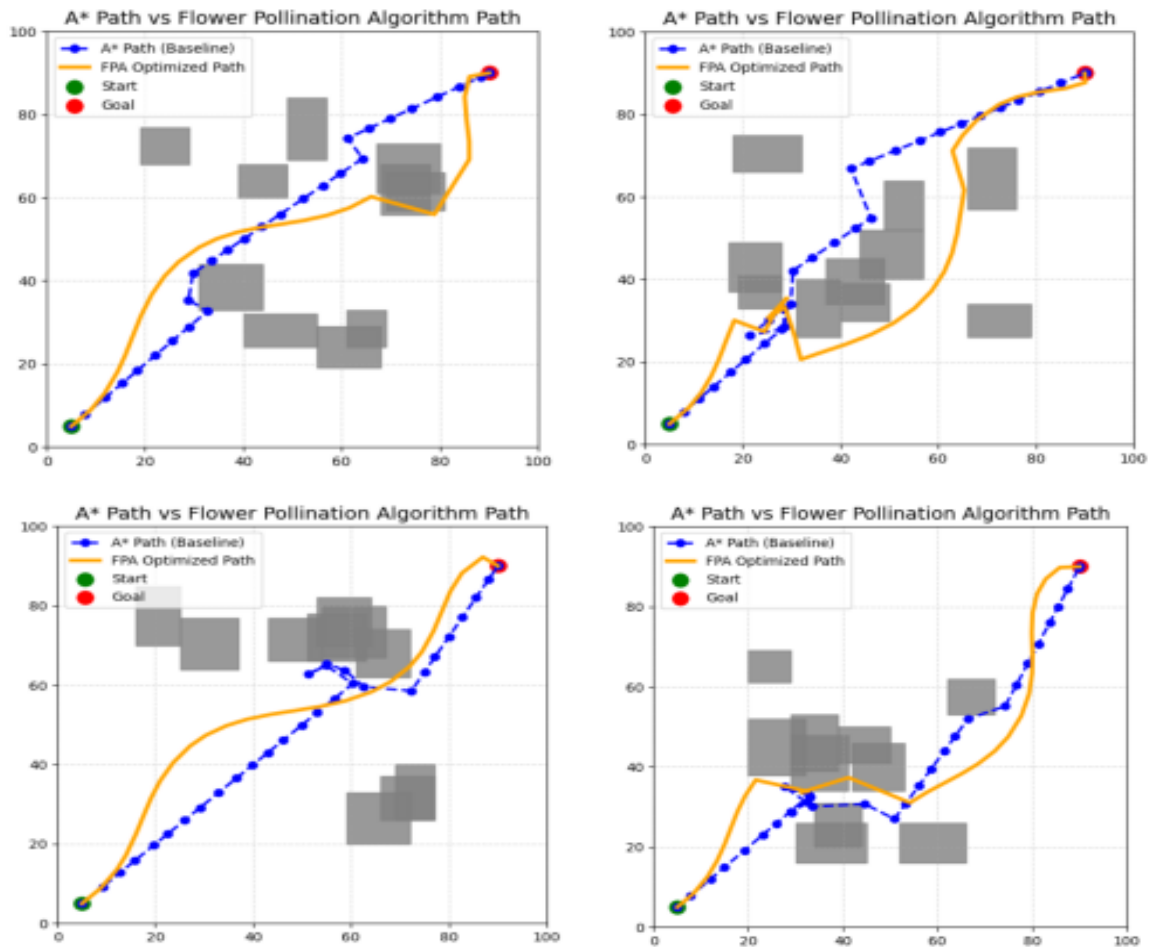 A* Path vs Flower Pollination Algorithm Path
100
80
60
40
20
0
A* Path (Baseline)
FPA Optimized Path
Start
Goal
0 20 40 60 80 100
A* Path vs Flower Pollination Algorithm Path
100
80
60
40
20
0
A* Path (Baseline)
FPA Optimized Path
Start
Goal
0 20 40 60 80 100
A* Path vs Flower Pollination Algorithm Path
100
80
60
40
20
0
A* Path (Baseline)
FPA Optimized Path
Start
Goal
0 20 40 60 80 100
A* Path vs Flower Pollination Algorithm Path
100
80
60
40
20
0
A* Path (Baseline)
FPA Optimized Path
Start
Goal
0 20 40 60 80 100